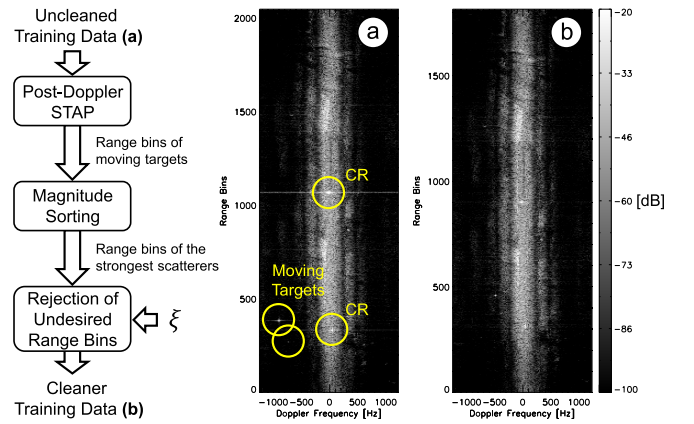 Uncleaned
Training Data (a)
Post-Doppler
STAP
Range bins of
moving targets
Magnitude
Sorting
Range bins of the
strongest scatterers
Rejection of
Undesired
Range Bins
ξ
Cleaner
Training Data (b)
a
2000
1500
1000
500
0
Range Bins
CR
Moving
Targets
CR
-1000 -500 0 500 1000
Doppler Frequency [Hz]
b
1500
1000
500
0
Range Bins
-1000 -500 0 500 1000
Doppler Frequency [Hz]
-20
-33
-46
-60 [dB]
-73
-86
-100